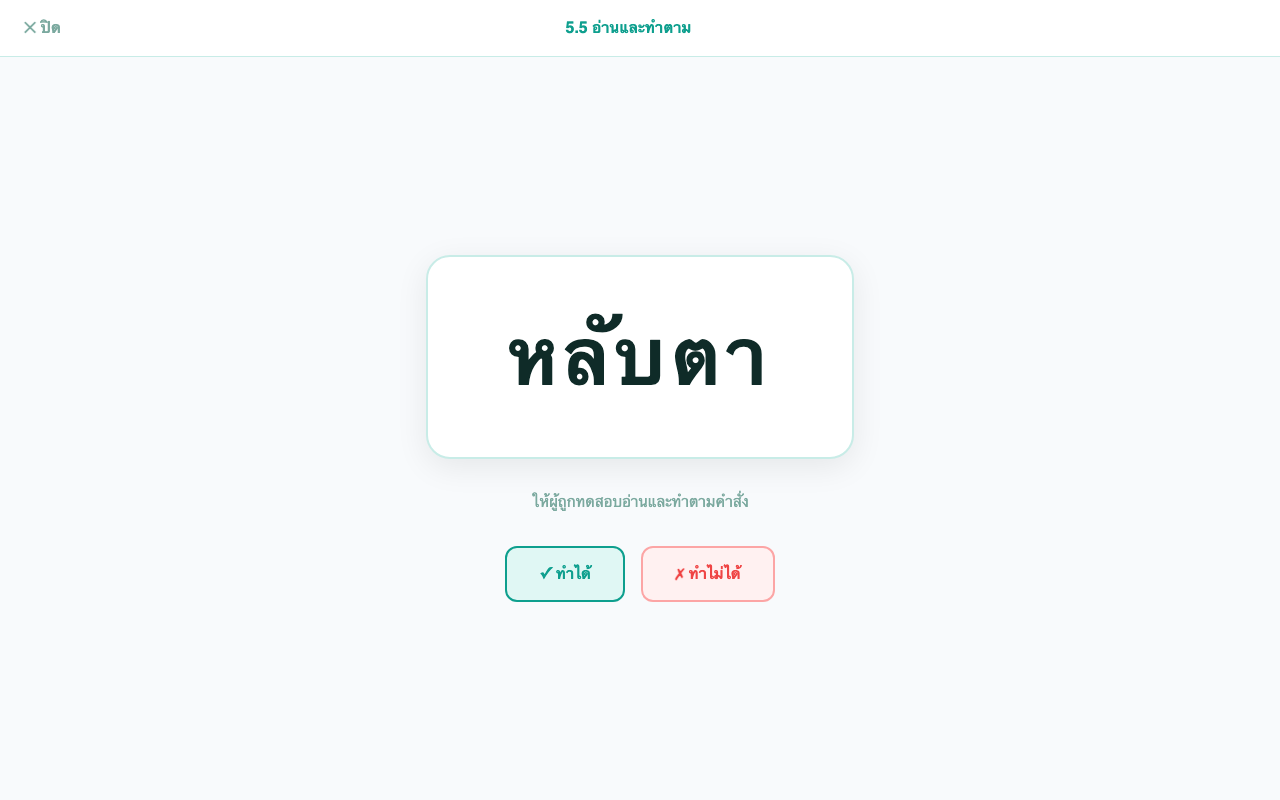 ✕ ปิด
5.5 อ่านและทำตาม
หลับตา
ให้ผู้ถูกทดสอบอ่านและทำตามคำสั่ง
✓ ทำได้
✗ ทำไม่ได้